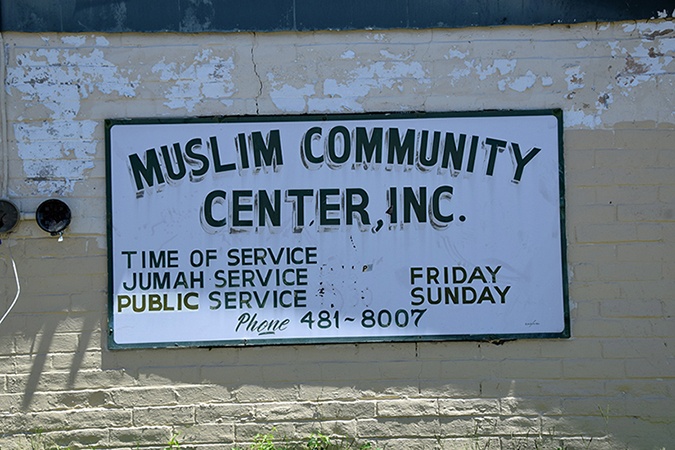 MUSLIM COMMUNITY
CENTER, INC.
TIME OF SERVICE
JUMAH SERVICE FRIDAY
PUBLIC SERVICE SUNDAY
Phone 481~8007